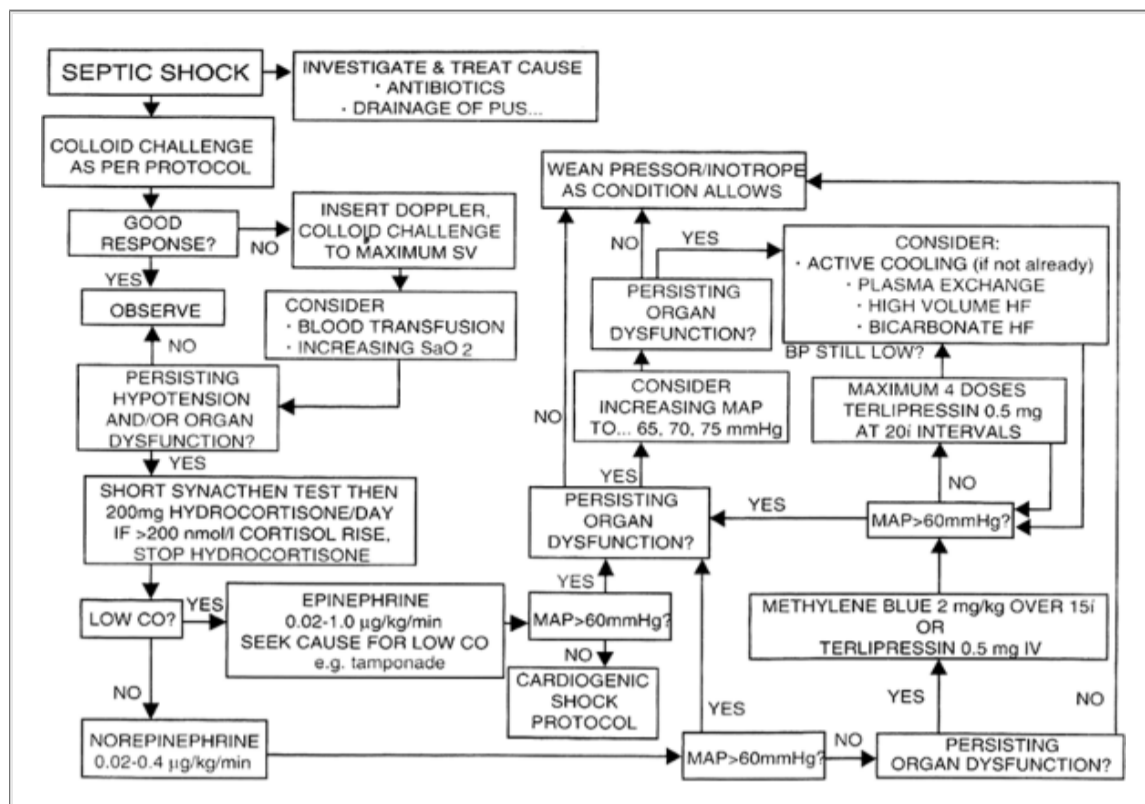 SEPTIC SHOCK
INVESTIGATE & TREAT CAUSE
· ANTIBIOTICS
· DRAINAGE OF PUS...
COLLOID CHALLENGE
AS PER PROTOCOL
GOOD
RESPONSE?
NO
INSERT DOPPLER,
COLLOID CHALLENGE
TO MAXIMUM SV
YES
OBSERVE
CONSIDER
· BLOOD TRANSFUSION
· INCREASING SaO 2
NO
PERSISTING
HYPOTENSION
AND/OR ORGAN
DYSFUNCTION?
YES
SHORT SYNACTHEN TEST THEN
200mg HYDROCORTISONE/DAY
IF >200 nmol/l CORTISOL RISE,
STOP HYDROCORTISONE
LOW CO?
YES
EPINEPHRINE
0.02-1.0 µg/kg/min
SEEK CAUSE FOR LOW CO
e.g. tamponade
MAP>60mmHg?
YES
NO
CARDIOGENIC
SHOCK
PROTOCOL
NO
NOREPINEPHRINE
0.02-0.4 µg/kg/min
MAP>60mmHg?
YES
NO
PERSISTING
ORGAN DYSFUNCTION?
YES
NO
METHYLENE BLUE 2 mg/kg OVER 15í
OR
TERLIPRESSIN 0.5 mg IV
MAP>60mmHg?
YES
NO
MAXIMUM 4 DOSES
TERLIPRESSIN 0.5 mg
AT 20í INTERVALS
BP STILL LOW?
CONSIDER:
· ACTIVE COOLING (if not already)
· PLASMA EXCHANGE
· HIGH VOLUME HF
· BICARBONATE HF
PERSISTING
ORGAN
DYSFUNCTION?
NO
YES
CONSIDER
INCREASING MAP
TO... 65, 70, 75 mmHg
PERSISTING
ORGAN
DYSFUNCTION?
NO
YES
WEAN PRESSOR/INOTROPE
AS CONDITION ALLOWS